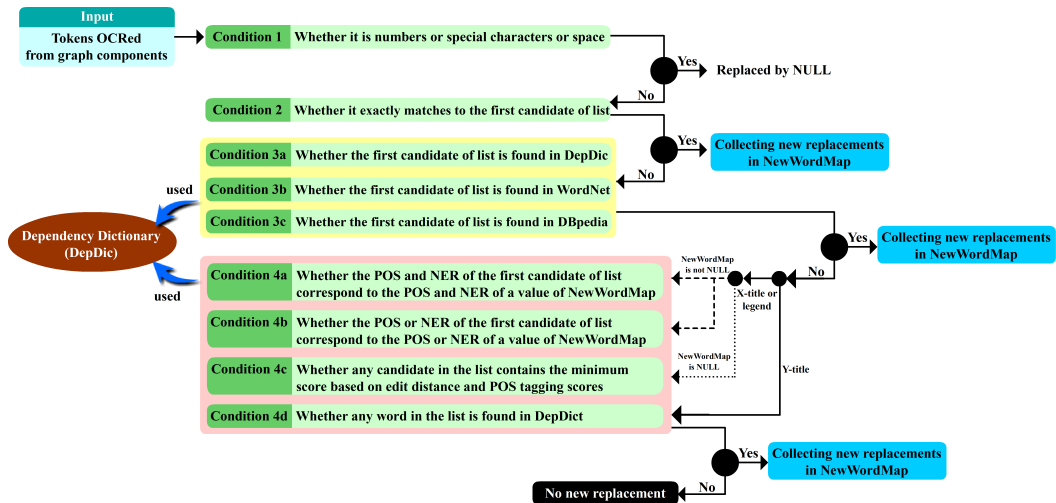 Input
Tokens OCRed
from graph components
Condition 1 Whether it is numbers or special characters or space
Yes
Replaced by NULL
No
Condition 2 Whether it exactly matches to the first candidate of list
Yes
Collecting new replacements
in NewWordMap
No
Condition 3a Whether the first candidate of list is found in DepDic
Condition 3b Whether the first candidate of list is found in WordNet
Condition 3c Whether the first candidate of list is found in DBpedia
used
Dependency Dictionary
(DepDic)
used
Yes
Collecting new replacements
in NewWordMap
No
Condition 4a Whether the POS and NER of the first candidate of list
correspond to the POS and NER of a value of NewWordMap
NewWordMap
is not NULL
X-title or
legend
Condition 4b Whether the POS or NER of the first candidate of list
correspond to the POS or NER of a value of NewWordMap
NewWordMap
is NULL
Condition 4c Whether any candidate in the list contains the minimum
score based on edit distance and POS tagging scores
Y-title
Condition 4d Whether any word in the list is found in DepDict
Yes
Collecting new replacements
in NewWordMap
No
No new replacement